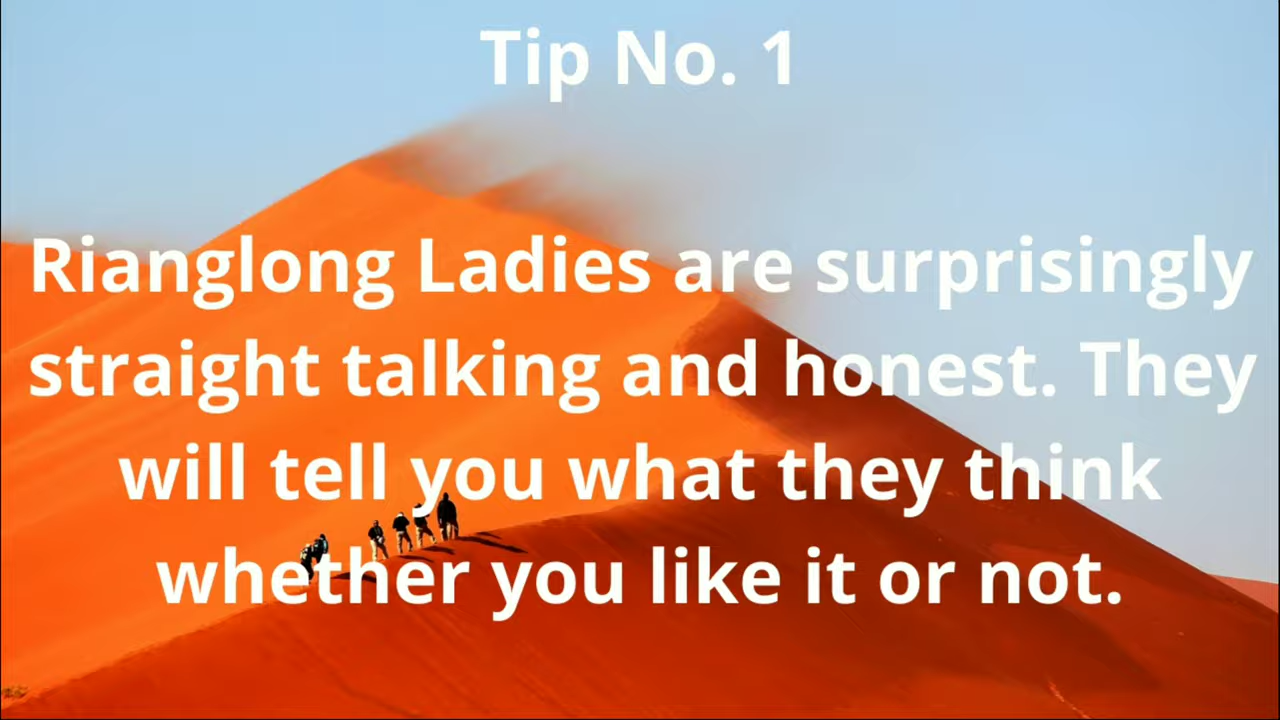 Tip No. 1
Rianglong Ladies are surprisingly
straight talking and honest. They
will tell you what they think
whether you like it or not.